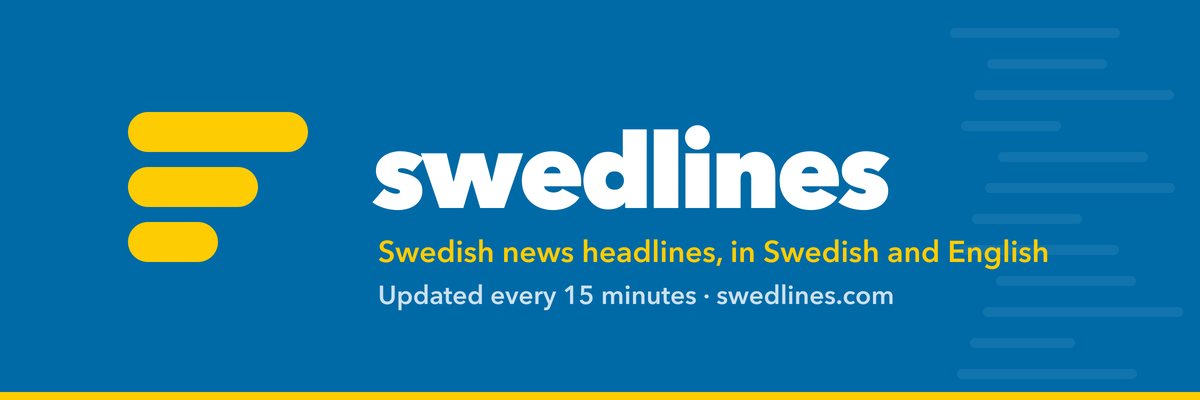 swedlines
Swedish news headlines, in Swedish and English
Updated every 15 minutes · swedlines.com